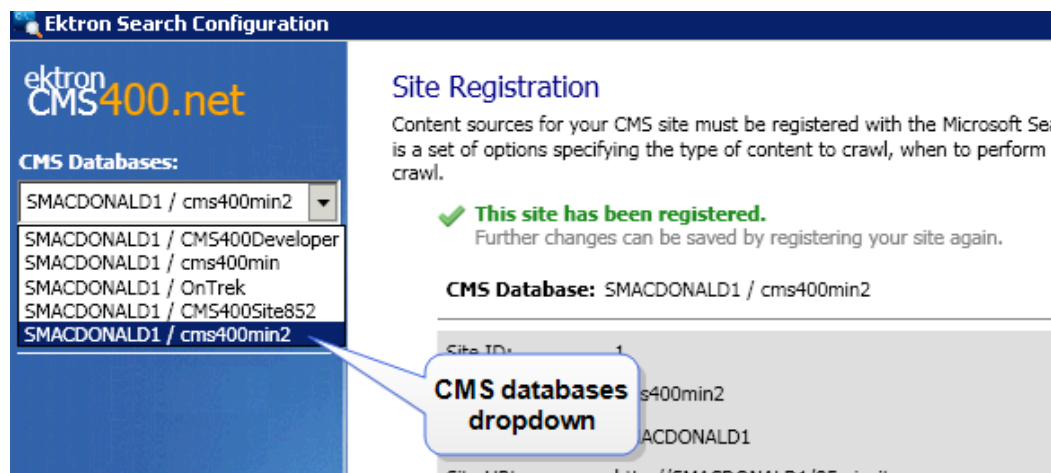 Ektron Search Configuration
ektron
CMS400.net
CMS Databases:
SMACDONALD1 / cms400min2
SMACDONALD1 / CMS400Developer
SMACDONALD1 / cms400min
SMACDONALD1 / OnTrek
SMACDONALD1 / CMS400Site852
SMACDONALD1 / cms400min2
Site Registration
Content sources for your CMS site must be registered with the Microsoft Sea
is a set of options specifying the type of content to crawl, when to perform
crawl.
This site has been registered.
Further changes can be saved by registering your site again.
CMS Database: SMACDONALD1 / cms400min2
Site ID: 1
s400min2
ACDONALD1
CMS databases
dropdown